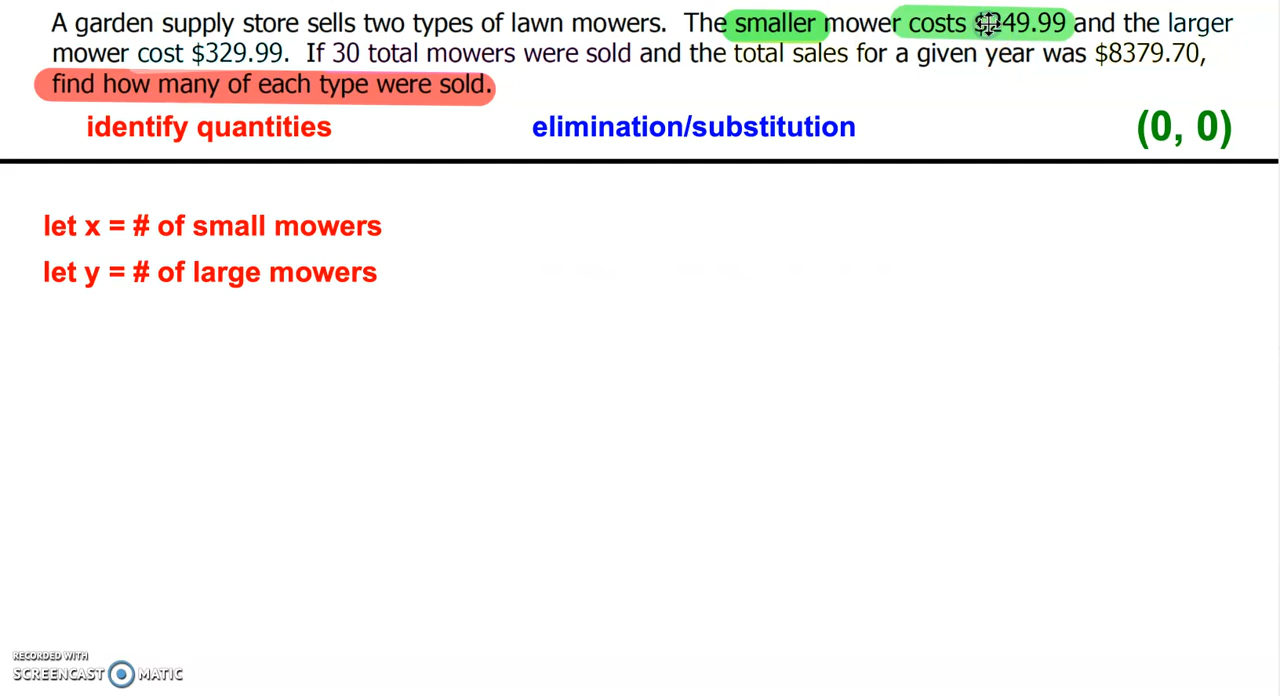 A garden supply store sells two types of lawn mowers. The smaller mower costs $249.99 and the larger
mower cost $329.99. If 30 total mowers were sold and the total sales for a given year was $8379.70,
find how many of each type were sold.
identify quantities
elimination/substitution
(0, 0)
let x = # of small mowers
let y = # of large mowers
RECORDED WITH
SCREENCAST MATIC